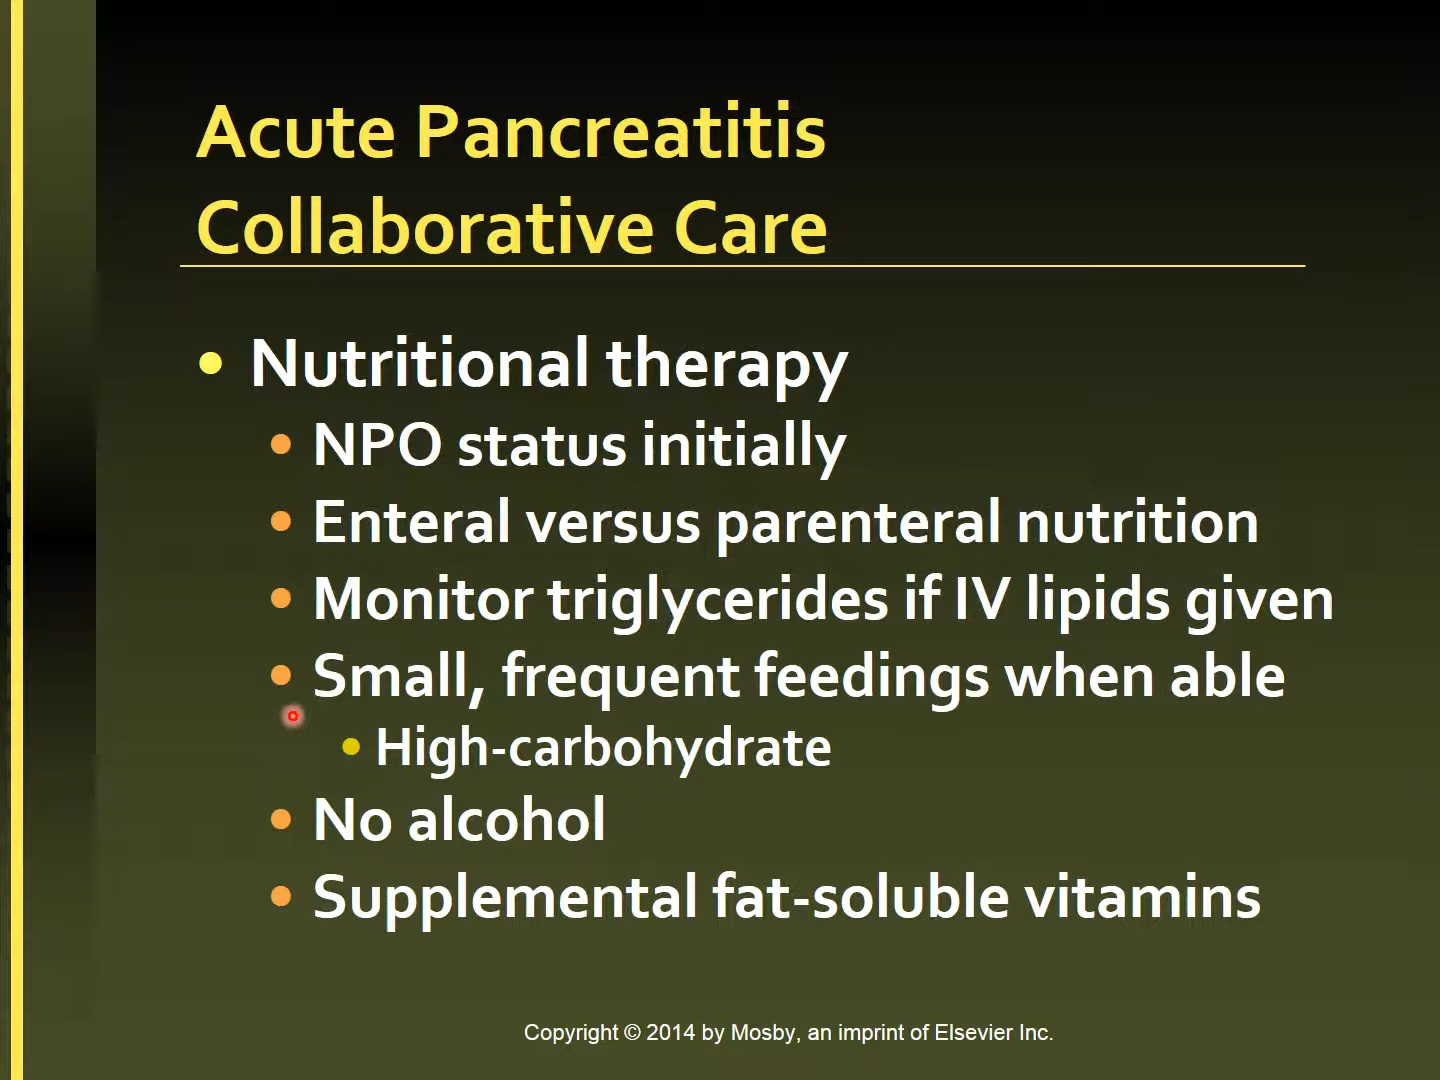 Acute Pancreatitis
Collaborative Care
• Nutritional therapy
• NPO status initially
• Enteral versus parenteral nutrition
• Monitor triglycerides if IV lipids given
• Small, frequent feedings when able
• High-carbohydrate
• No alcohol
• Supplemental fat-soluble vitamins
Copyright © 2014 by Mosby, an imprint of Elsevier Inc.